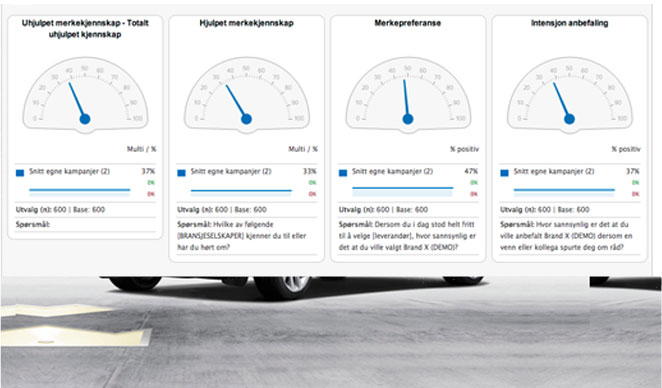 Uhjulpet merkekjennskap - Totalt
uhjulpet kjennskap
0 10 20 30 40 50 60 70 80 90 100
Multi / %
Snitt egne kampanjer (2) 37%
0%
0%
Utvalg (n): 600 | Base: 600
Spørsmål:
Hjulpet merkekjennskap
0 10 20 30 40 50 60 70 80 90 100
Multi / %
Snitt egne kampanjer (2) 33%
0%
0%
Utvalg (n): 600 | Base: 600
Spørsmål: Hvilke av følgende
[BRANSJESELSKAPER] kjenner du til eller
har du hørt om?
Merkepreferanse
0 10 20 30 40 50 60 70 80 90 100
% positiv
Snitt egne kampanjer (2) 47%
0%
0%
Utvalg (n): 600 | Base: 600
Spørsmål: Dersom du i dag stod helt fritt
til å velge [leverandør], hvor sannsynlig er
det at du ville valgt Brand X (DEMO)?
Intensjon anbefaling
0 10 20 30 40 50 60 70 80 90 100
% positiv
Snitt egne kampanjer (2) 37%
0%
0%
Utvalg (n): 600 | Base: 600
Spørsmål: Hvor sannsynlig er det at du
ville anbefalt Brand X (DEMO) dersom en
venn eller kollega spurte deg om råd?